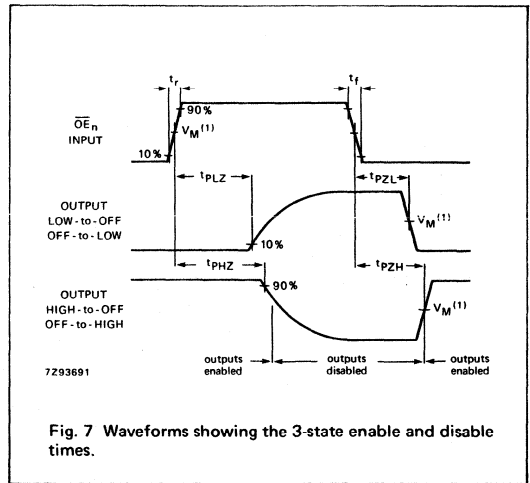 t_r
t_f
90%
V_M (1)
10%
OE̅_n
INPUT
t_PLZ
t_PZL
OUTPUT
LOW-to-OFF
OFF-to-LOW
V_M (1)
10%
t_PHZ
t_PZH
90%
OUTPUT
HIGH-to-OFF
OFF-to-HIGH
V_M (1)
outputs enabled
outputs disabled
outputs enabled
7Z93691
Fig. 7 Waveforms showing the 3-state enable and disable
times.